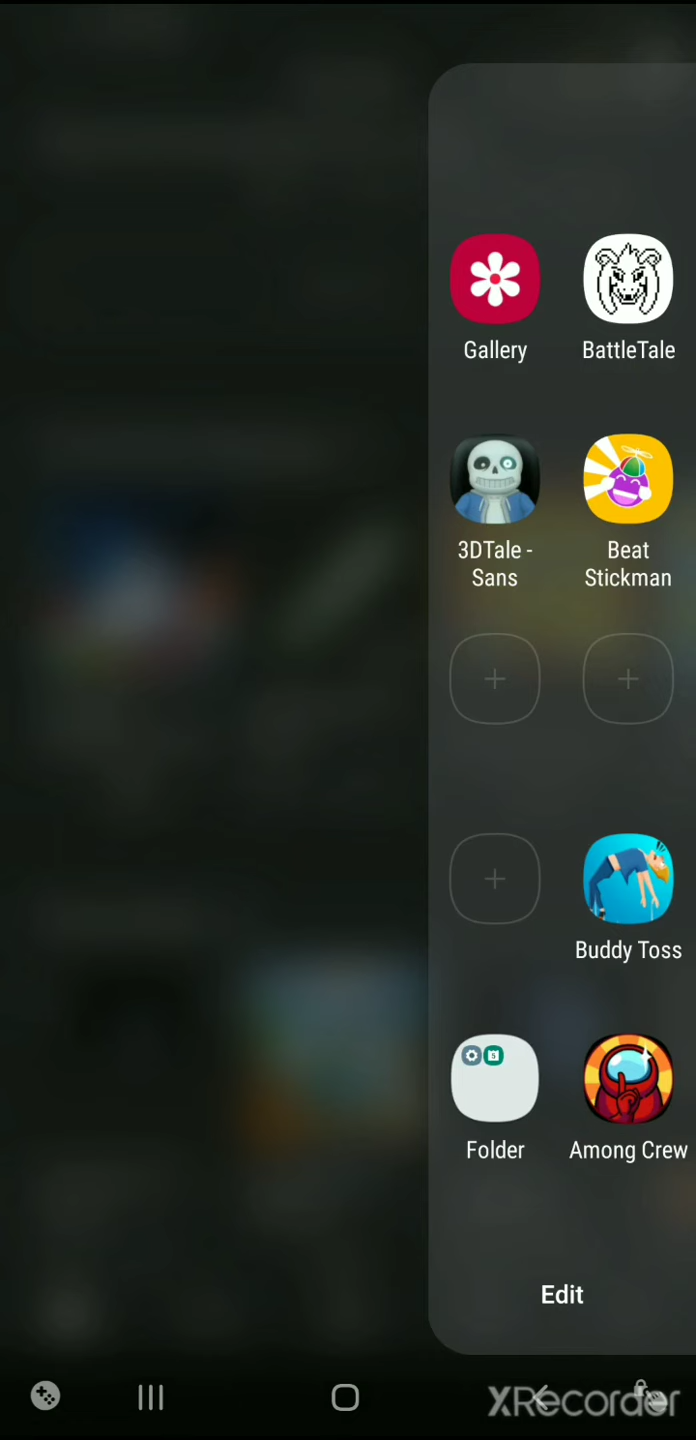 Gallery
BattleTale
3DTale -
Sans
Beat
Stickman
Buddy Toss
Folder
Among Crew
Edit
XRecorder